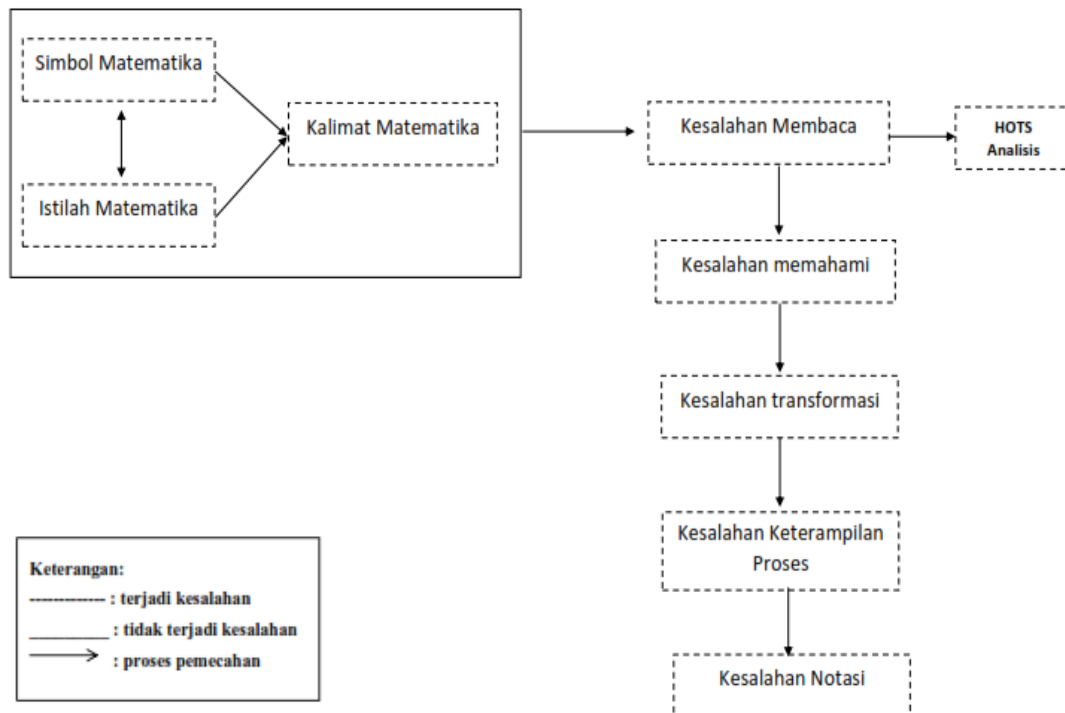 Simbol Matematika
Kalimat Matematika
Istilah Matematika
Kesalahan Membaca
HOTS
Analisis
Kesalahan memahami
Kesalahan transformasi
Kesalahan Keterampilan
Proses
Kesalahan Notasi
Keterangan:
------------- : terjadi kesalahan
__________ : tidak terjadi kesalahan
: proses pemecahan